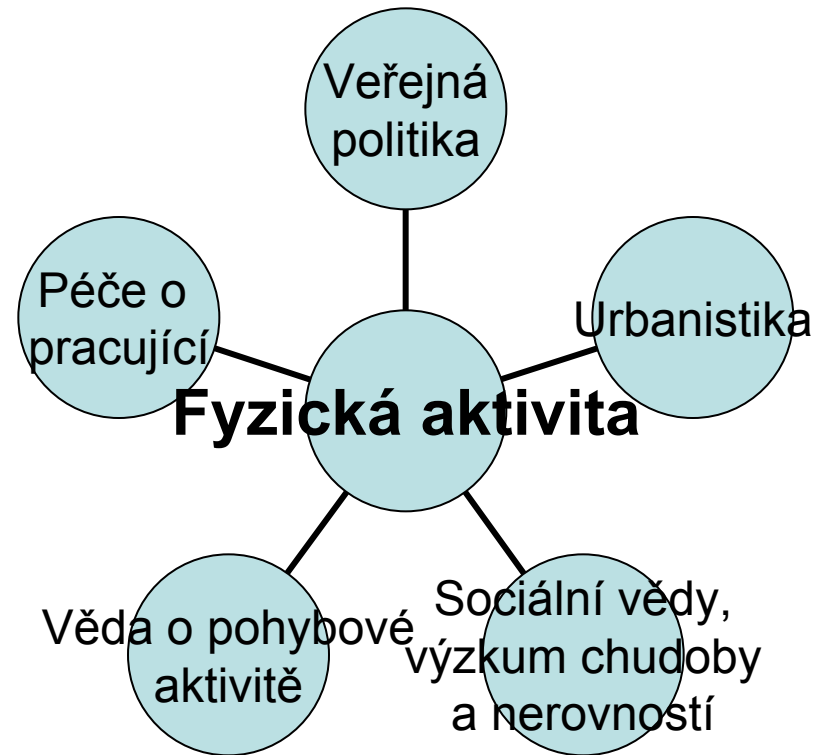 Veřejná
politika
Péče o
pracující
Urbanistika
Fyzická aktivita
Věda o pohybové
aktivitě
Sociální vědy,
výzkum chudoby
a nerovností